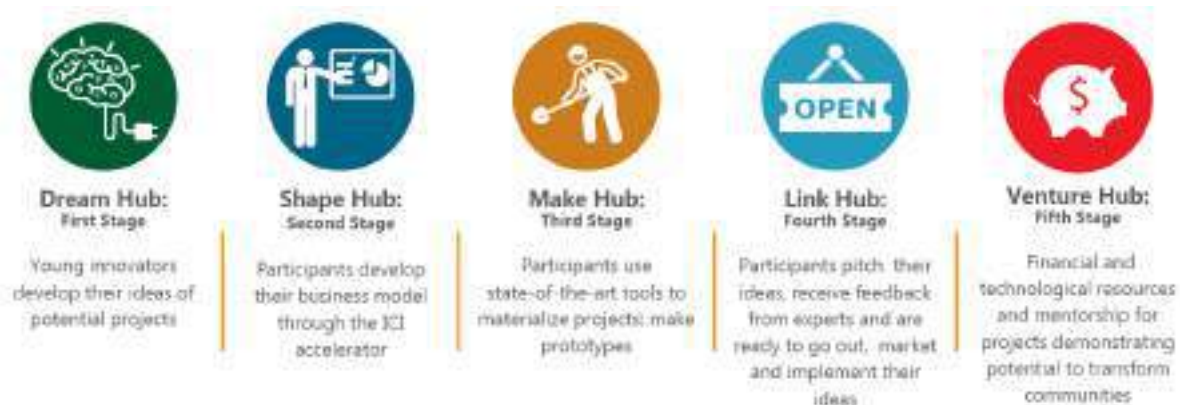 OPEN
$
Dream Hub:
First Stage
Young innovators
develop their ideas of
potential projects
Shape Hub:
Second Stage
Participants develop
their business model
through the ICI
accelerator
Make Hub:
Third Stage
Participants use
state-of-the-art tools to
materialize projects; make
prototypes
Link Hub:
Fourth Stage
Participants pitch their
ideas, receive feedback
from experts and are
ready to go out, market
and implement their
ideas
Venture Hub:
Fifth Stage
Financial and
technological resources
and mentorship for
projects demonstrating
potential to transform
communities